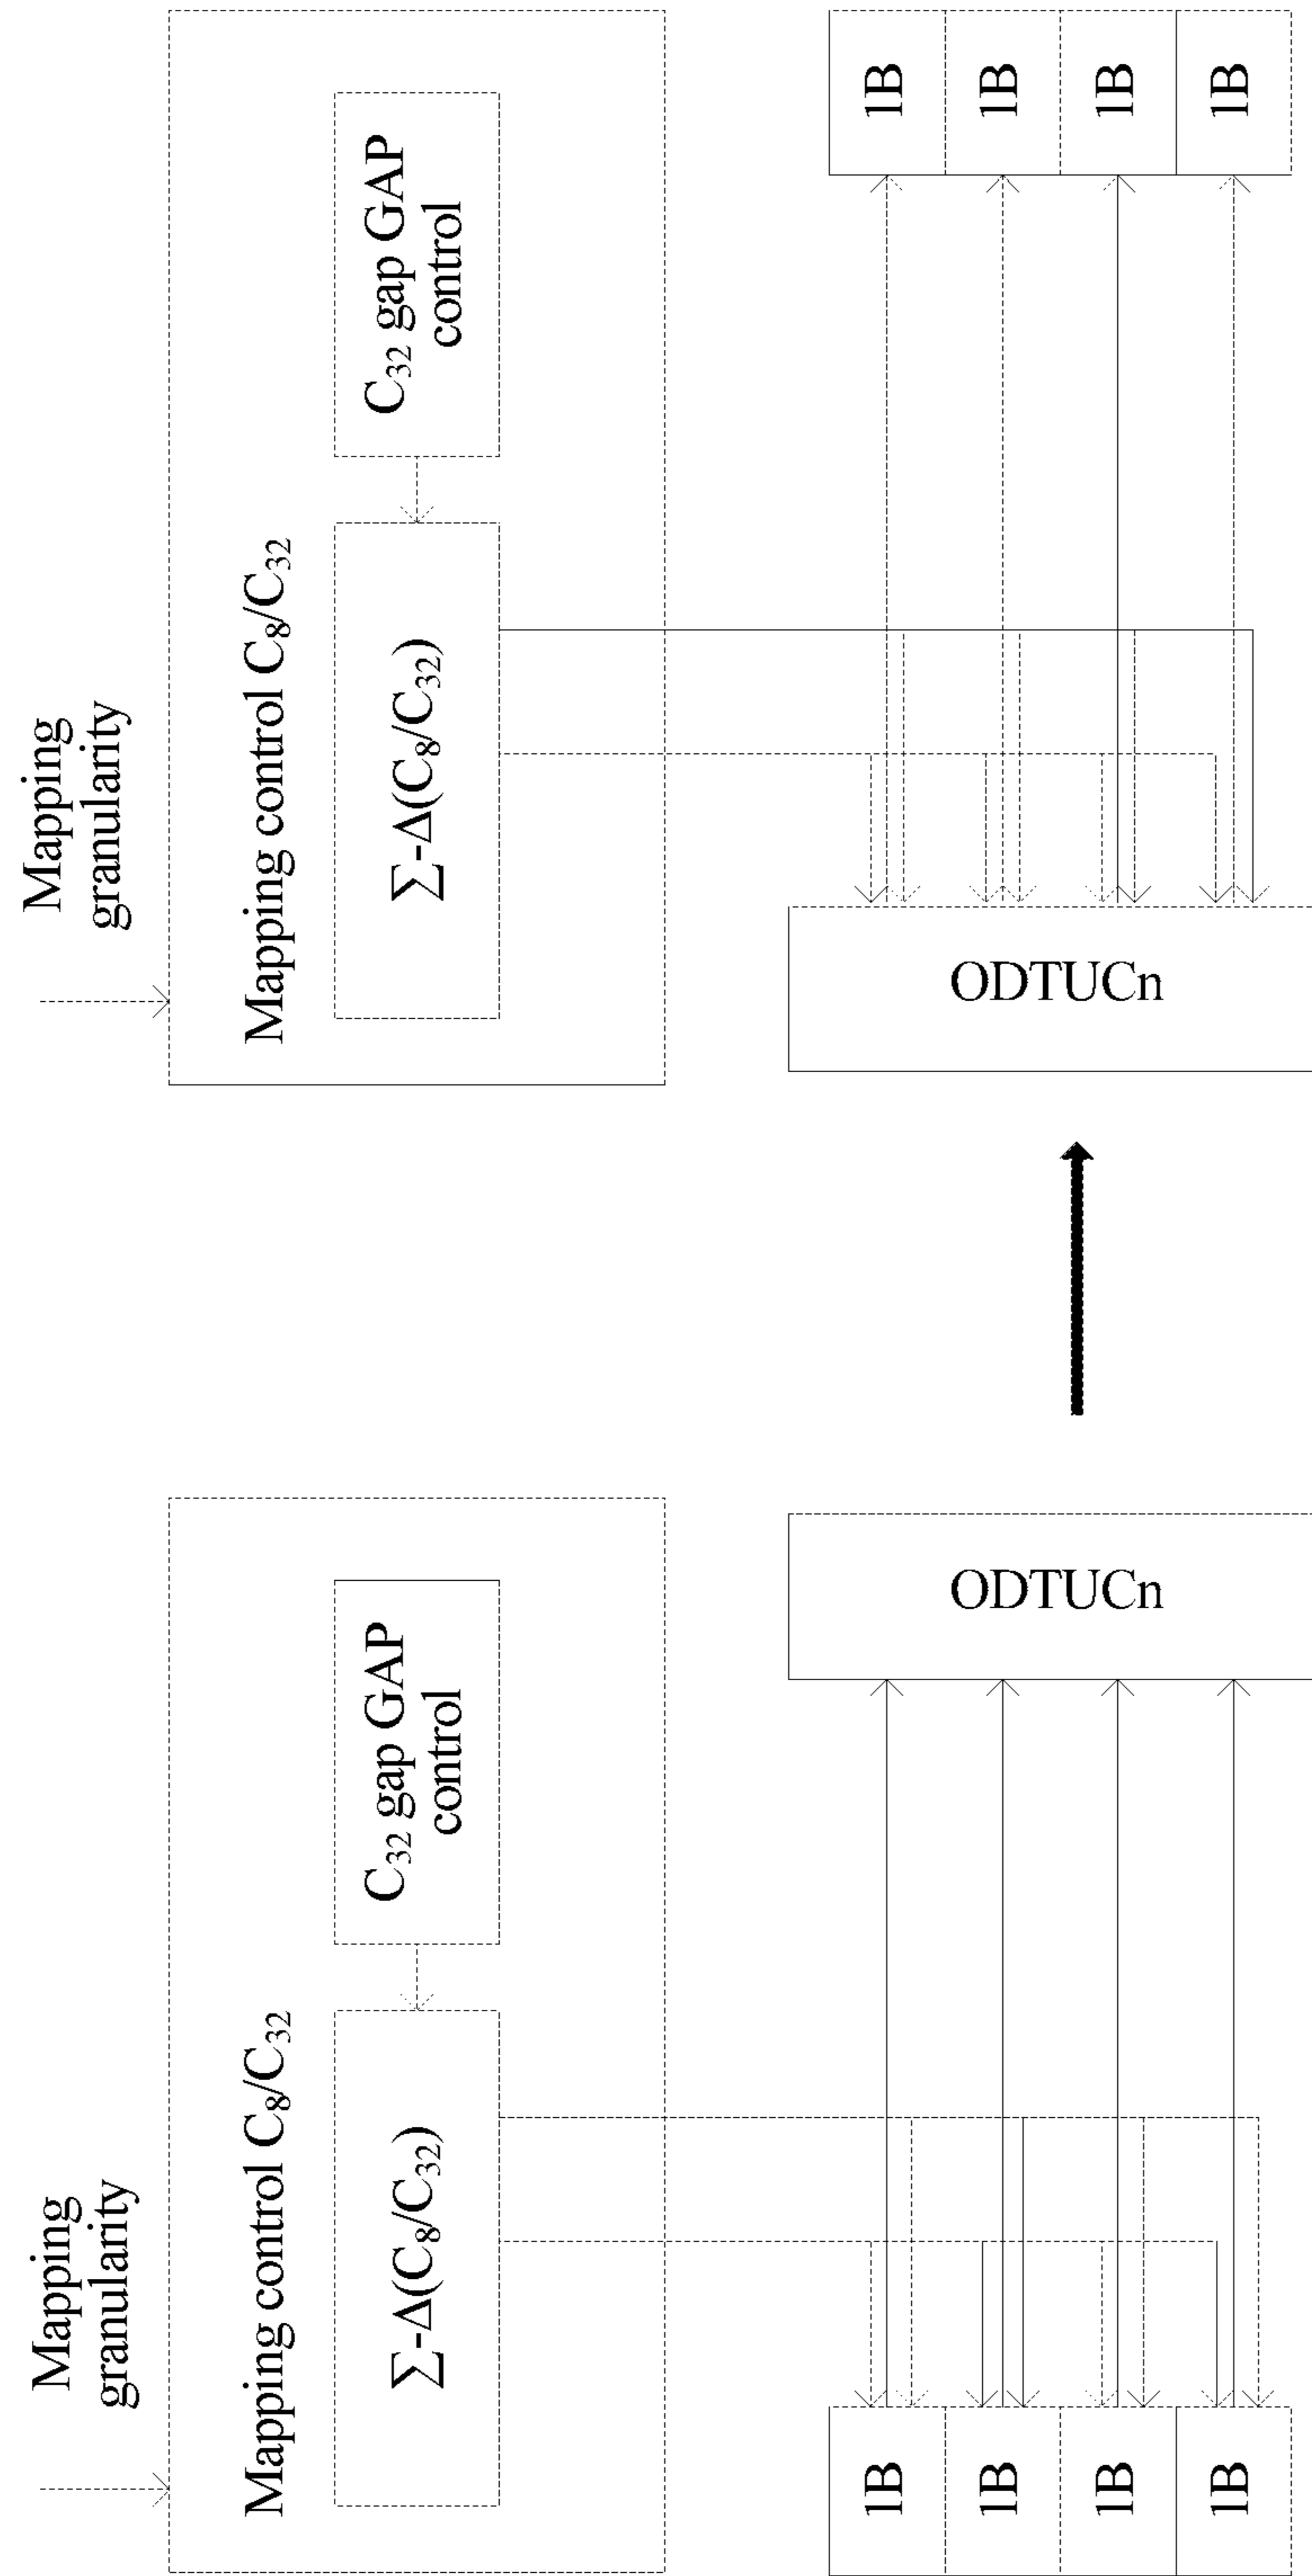 Mapping
granularity
Mapping control C₈/C₃₂
∑-Δ(C₈/C₃₂)
C₃₂ gap GAP
control
1B
1B
1B
1B
ODTUCn
Mapping
granularity
Mapping control C₈/C₃₂
∑-Δ(C₈/C₃₂)
C₃₂ gap GAP
control
ODTUCn
1B
1B
1B
1B